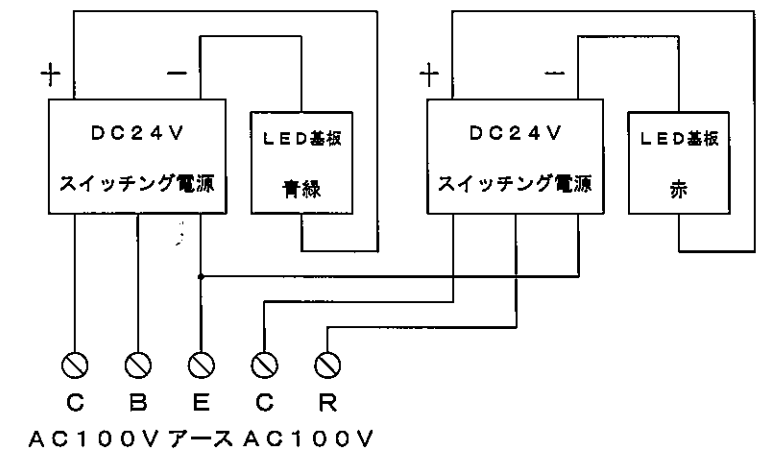 ＋ － ＋ －
ＤＣ２４Ｖ
スイッチング電源
ＬＥＤ基板
青緑
ＤＣ２４Ｖ
スイッチング電源
ＬＥＤ基板
赤
Ｃ Ｂ Ｅ Ｃ Ｒ
ＡＣ１００Ｖ アース ＡＣ１００Ｖ